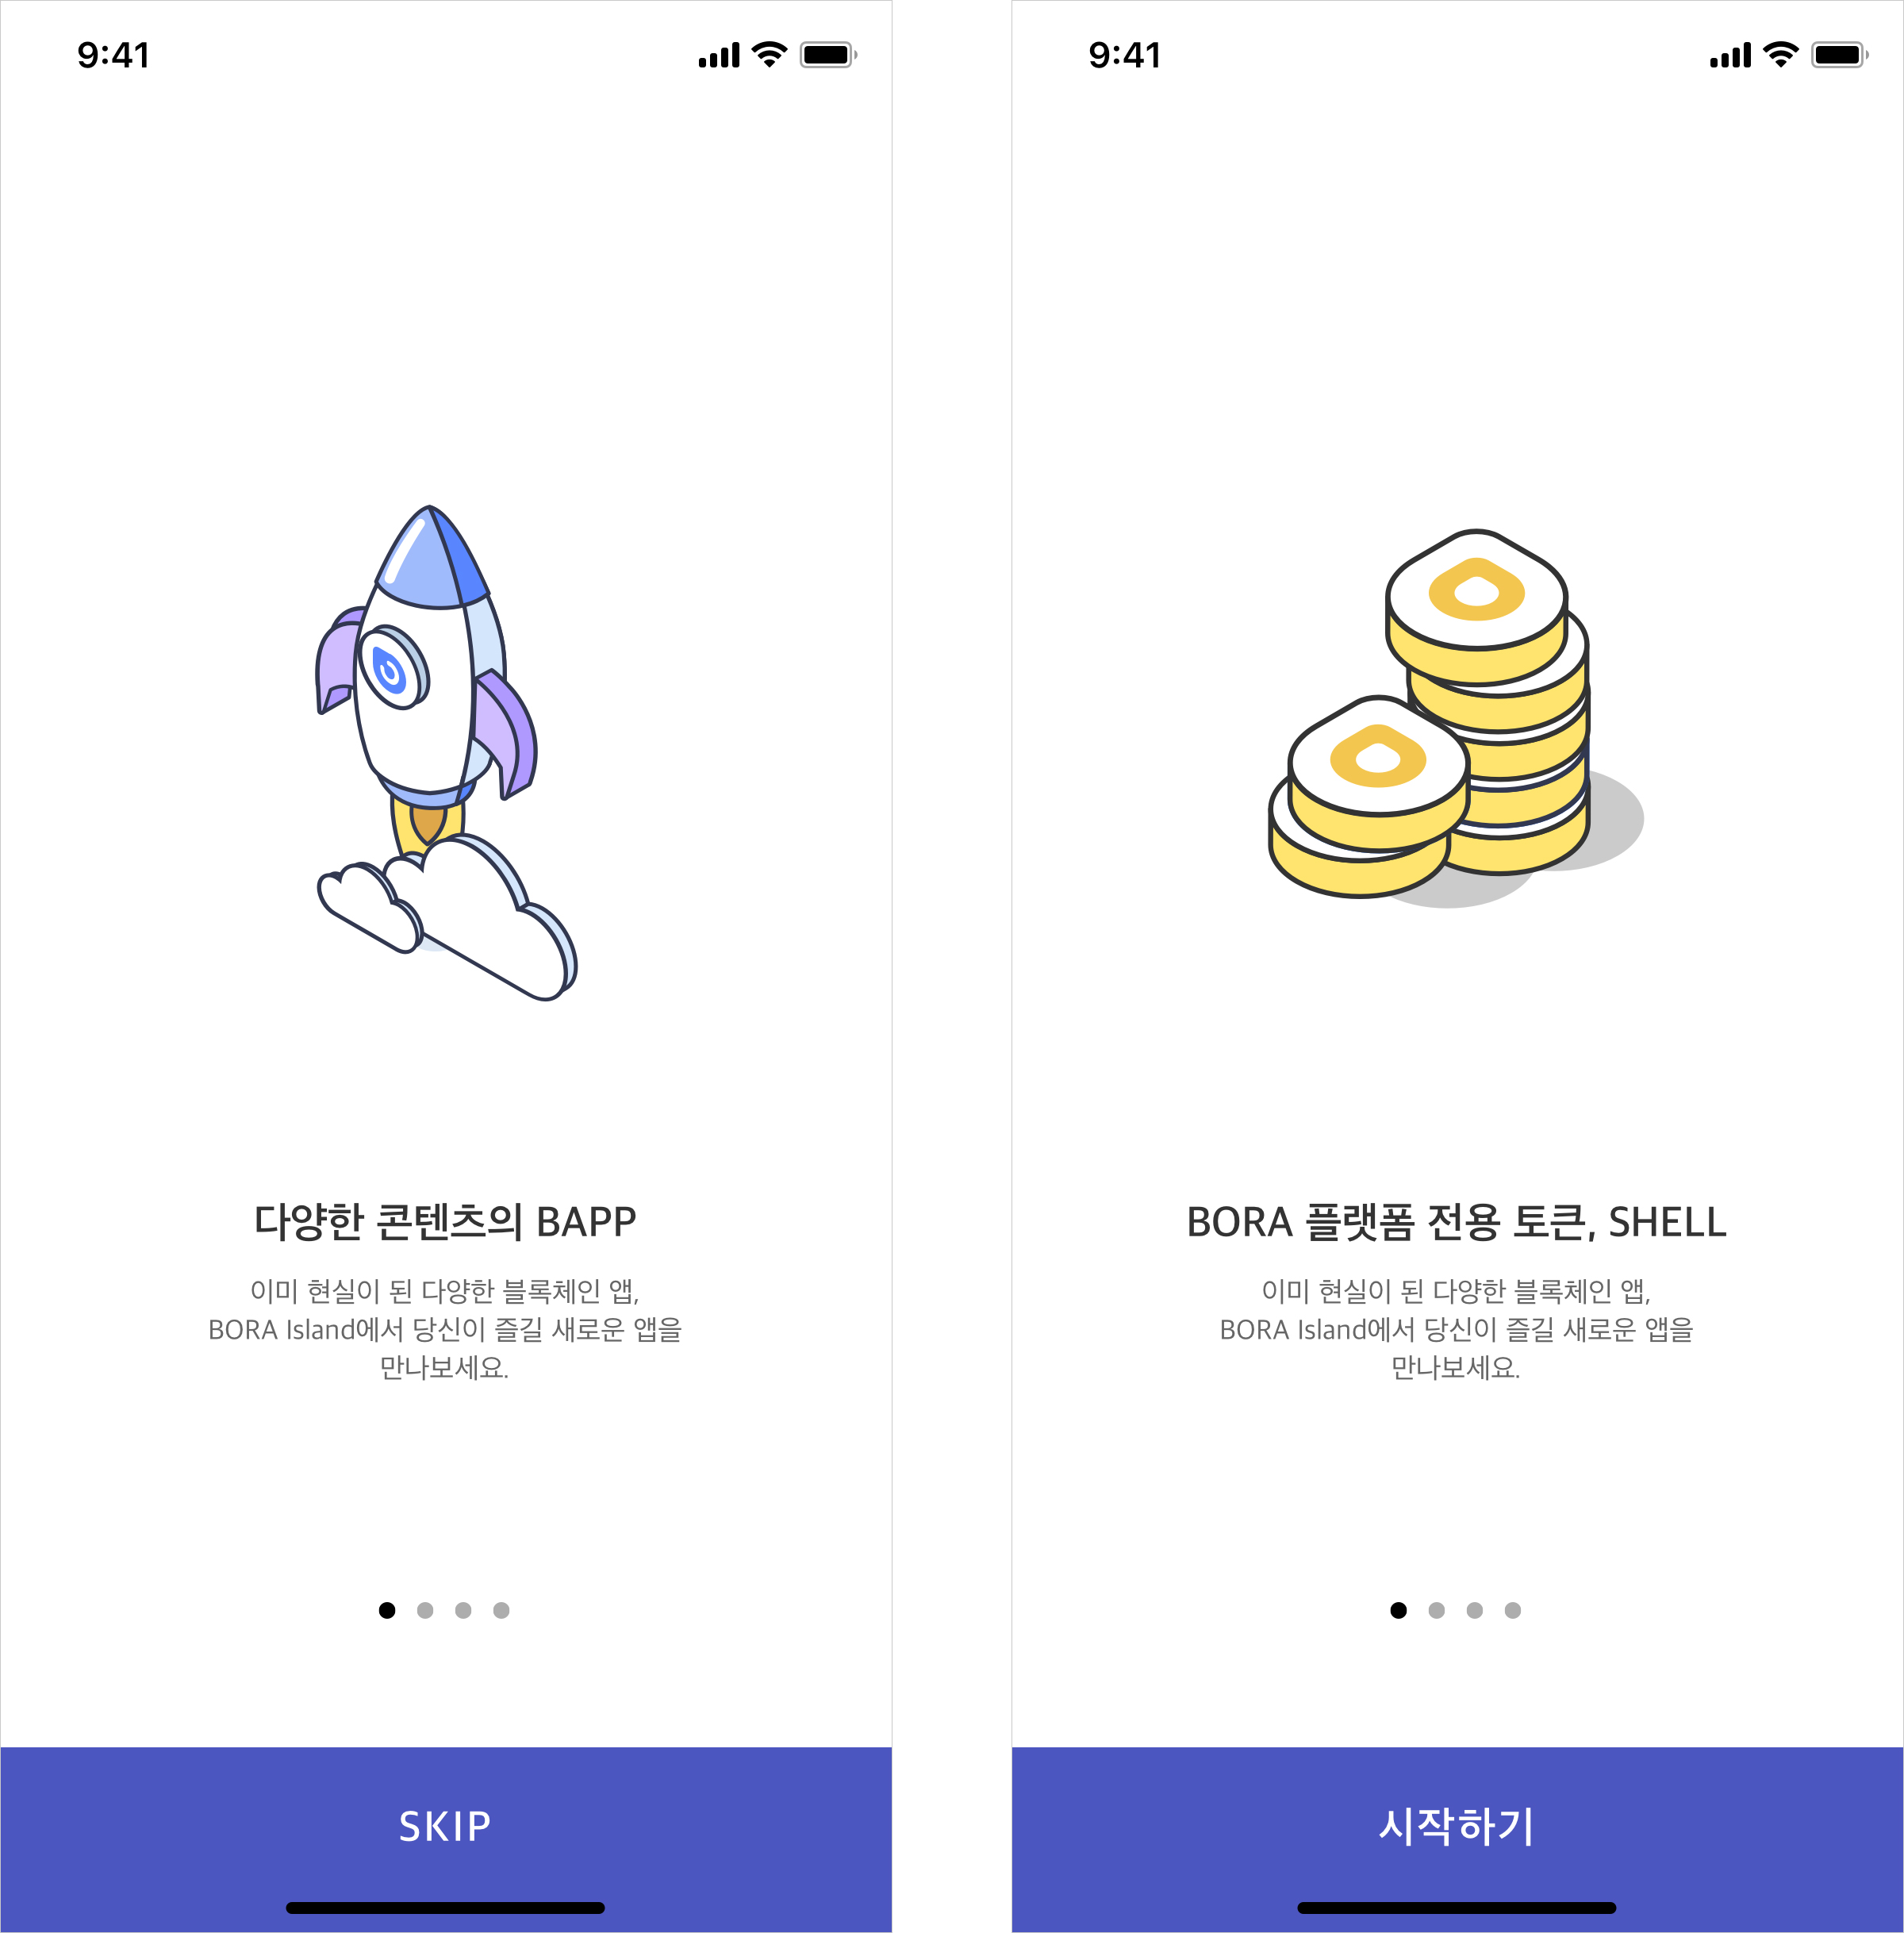 9:41
다양한 콘텐츠의 BAPP
이미 현실이 된 다양한 블록체인 앱,
BORA Island에서 당신이 즐길 새로운 앱을
만나보세요.
SKIP
9:41
BORA 플랫폼 전용 토큰, SHELL
이미 현실이 된 다양한 블록체인 앱,
BORA Island에서 당신이 즐길 새로운 앱을
만나보세요.
시작하기